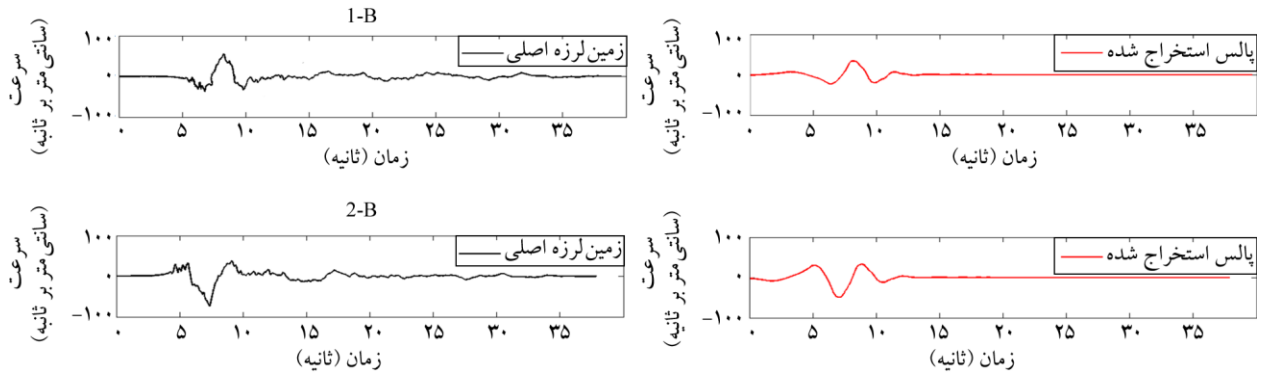 1-B
سرعت
(سانتی متر بر ثانیه)
۱۰۰
۰
-۱۰۰
زمین‌لرزه اصلی
۰ ۵ ۱۰ ۱۵ ۲۰ ۲۵ ۳۰ ۳۵
زمان (ثانیه)
سرعت
(سانتی متر بر ثانیه)
۱۰۰
۰
-۱۰۰
پالس استخراج شده
۰ ۵ ۱۰ ۱۵ ۲۰ ۲۵ ۳۰ ۳۵
زمان (ثانیه)
2-B
سرعت
(سانتی متر بر ثانیه)
۱۰۰
۰
-۱۰۰
زمین‌لرزه اصلی
۰ ۵ ۱۰ ۱۵ ۲۰ ۲۵ ۳۰ ۳۵
زمان (ثانیه)
سرعت
(سانتی متر بر ثانیه)
۱۰۰
۰
-۱۰۰
پالس استخراج شده
۰ ۵ ۱۰ ۱۵ ۲۰ ۲۵ ۳۰ ۳۵
زمان (ثانیه)